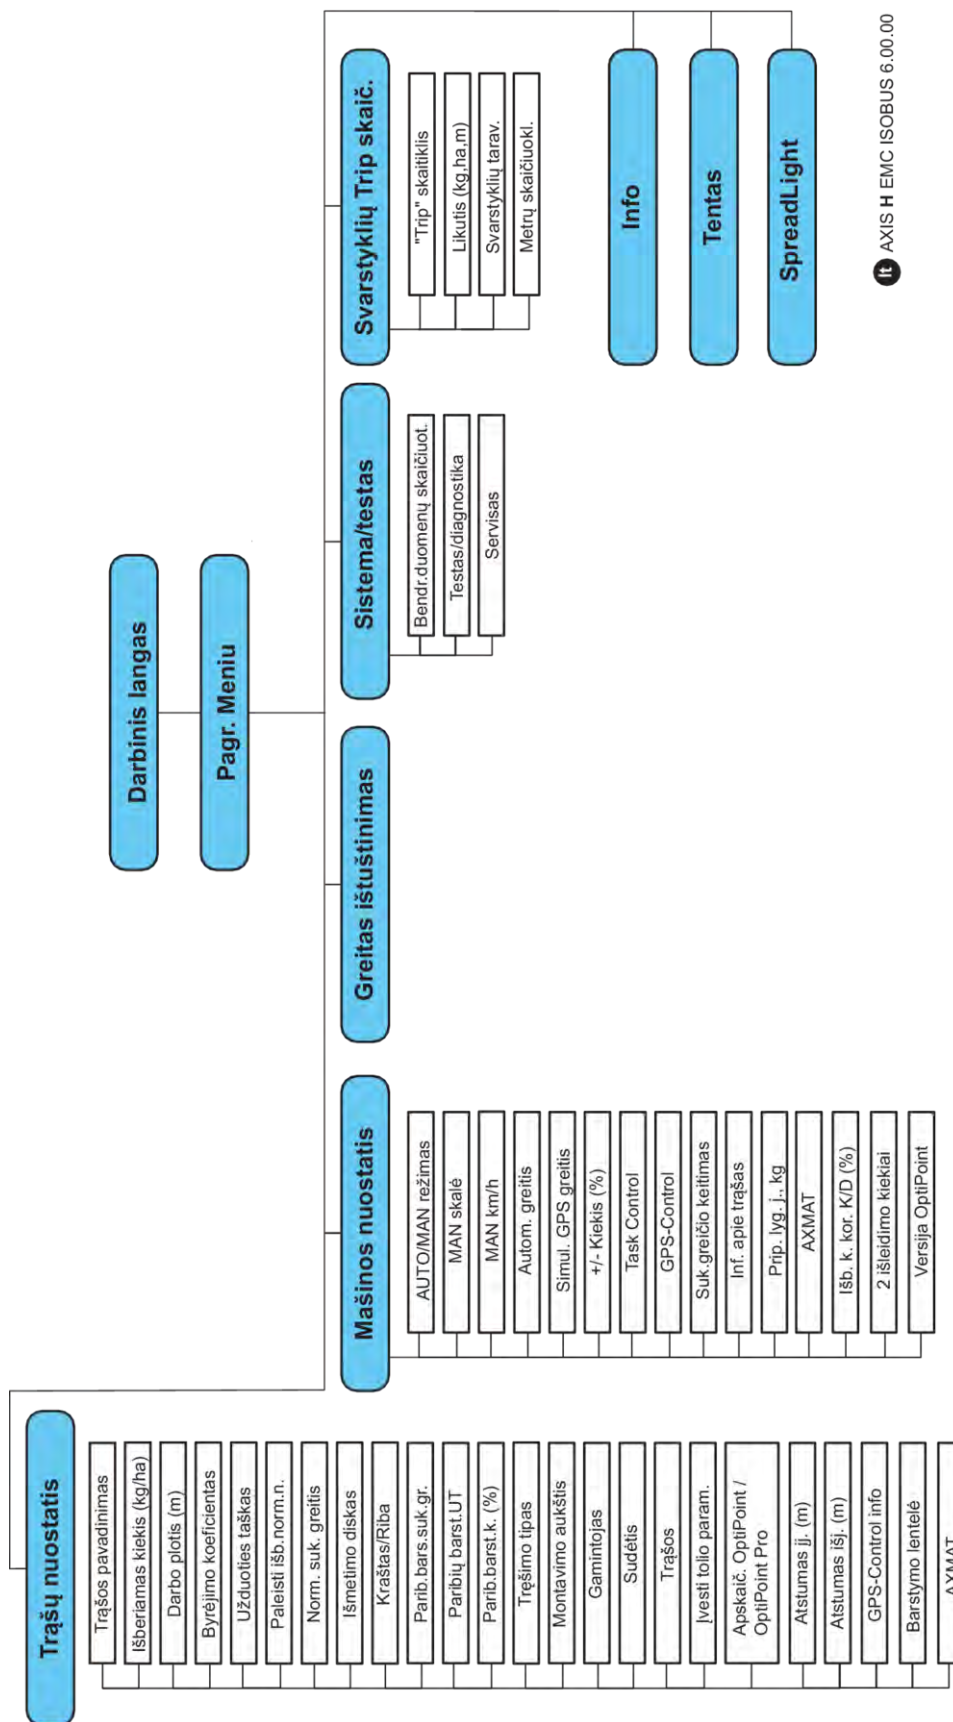 Darbinis langas
Pagr. Meniu
Trąšų nuostatis
Trąšos pavadinimas
Išberiamas kiekis (kg/ha)
Darbo plotis (m)
Byrėjimo koeficientas
Užduoties taškas
Paleisti išb.norm.n.
Norm. suk. greitis
Išmetimo diskas
Kraštas/Riba
Parib.bars.suk.gr.
Paribių barst.UT
Parib.barst.k. (%)
Tręšimo tipas
Montavimo aukštis
Gamintojas
Sudėtis
Trąšos
Įvesti tolio param.
Apskaič. OptiPoint /
OptiPoint Pro
Atstumas įj. (m)
Atstumas išj. (m)
GPS-Control info
Barstymo lentelė
AXMAT
Mašinos nuostatis
AUTO/MAN režimas
MAN skalė
MAN km/h
Autom. greitis
Simul. GPS greitis
+/- Kiekis (%)
Task Control
GPS-Control
Suk.greičio keitimas
Inf. apie trąšas
Prip. lyg. j., kg
AXMAT
Išb. k. kor. K/D (%)
2 išleidimo kiekiai
Versija OptiPoint
Greitas ištuštinimas
Sistema/testas
Bendr.duomenų skaičiuot.
Testas/diagnostika
Servisas
Svarstyklių Trip skaič.
"Trip" skaitiklis
Likutis (kg,ha,m)
Svarstyklių tarav.
Metrų skaičiuokl.
Info
Tentas
SpreadLight
lt AXIS H EMC ISOBUS 6.00.00